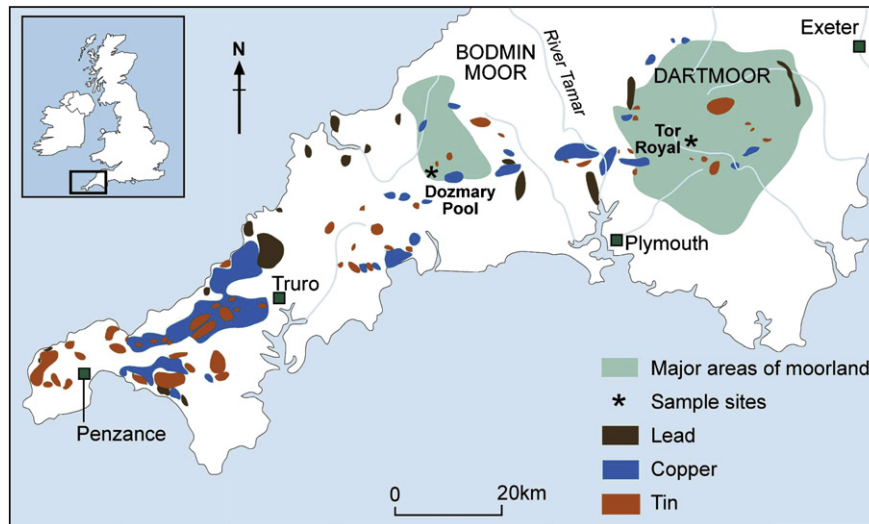 Exeter
N
BODMIN
MOOR
River Tamar
DARTMOOR
Tor
Royal
*
*
Dozmary
Pool
Plymouth
Truro
Penzance
Major areas of moorland
* Sample sites
Lead
Copper
Tin
0 20km